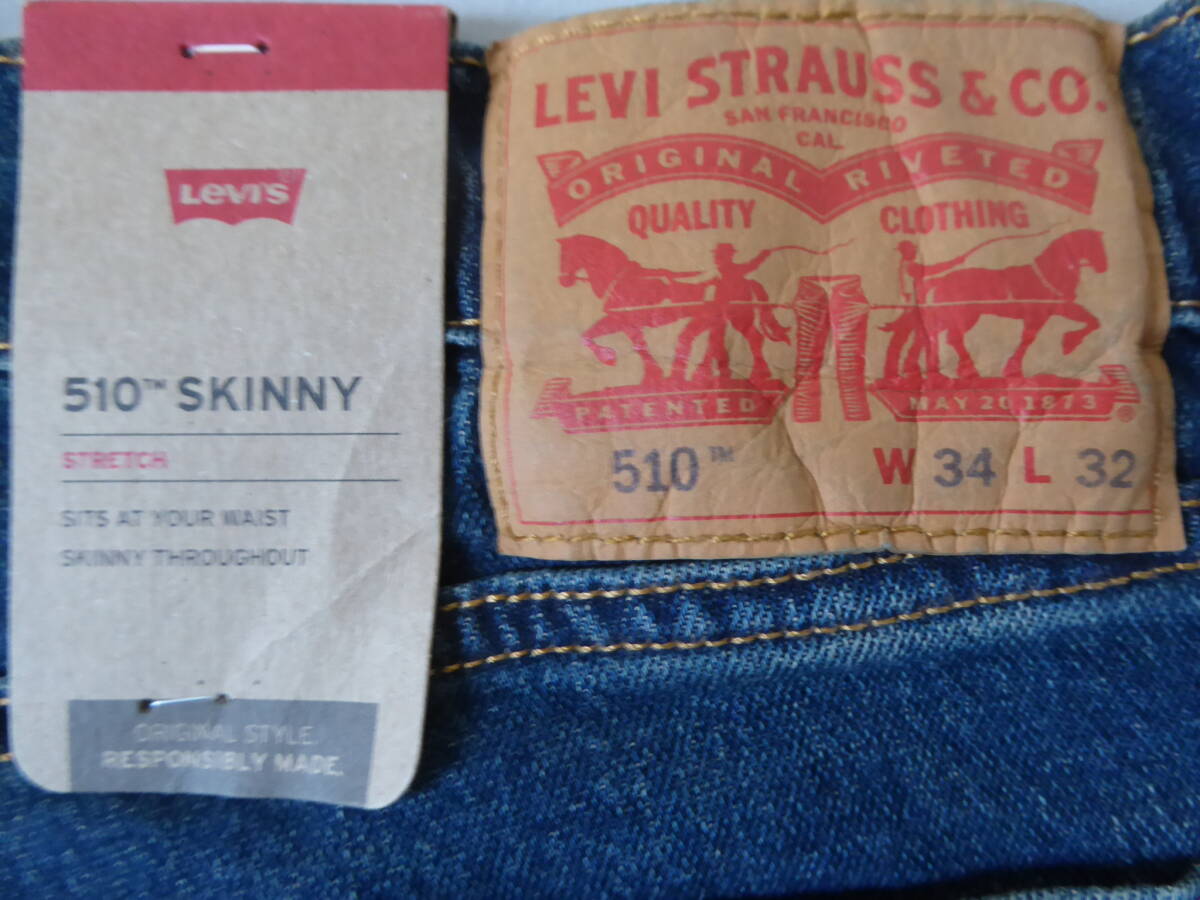 LEVI'S
510™ SKINNY
STRETCH
SITS AT YOUR WAIST
SKINNY THROUGHOUT
ORIGINAL STYLE.
RESPONSIBLY MADE.
LEVI STRAUSS & CO.
SAN FRANCISCO
CAL.
ORIGINAL RIVETED
QUALITY CLOTHING
PATENTED MAY 20 1873 ®
510™ W 34 L 32